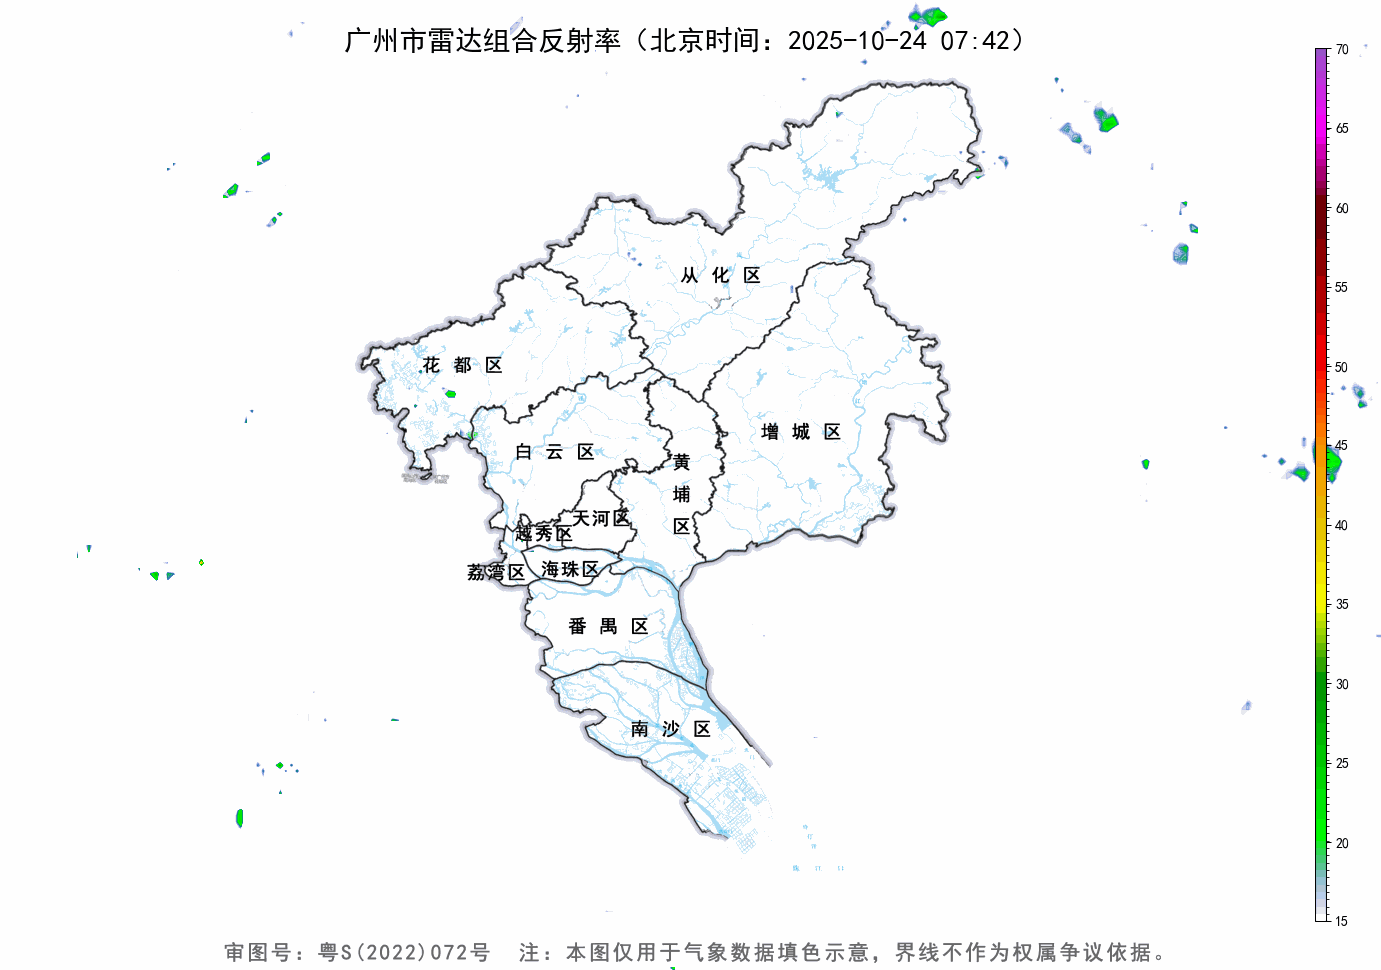 广州市雷达组合反射率（北京时间：2025-10-24 07:42）
70
65
60
55
50
45
40
35
30
25
20
15
从化区
花都区
增城区
白云区
黄埔区
天河区
越秀区
海珠区
荔湾区
番禺区
南沙区
审图号：粤S(2022)072号 注：本图仅用于气象数据填色示意，界线不作为权属争议依据。